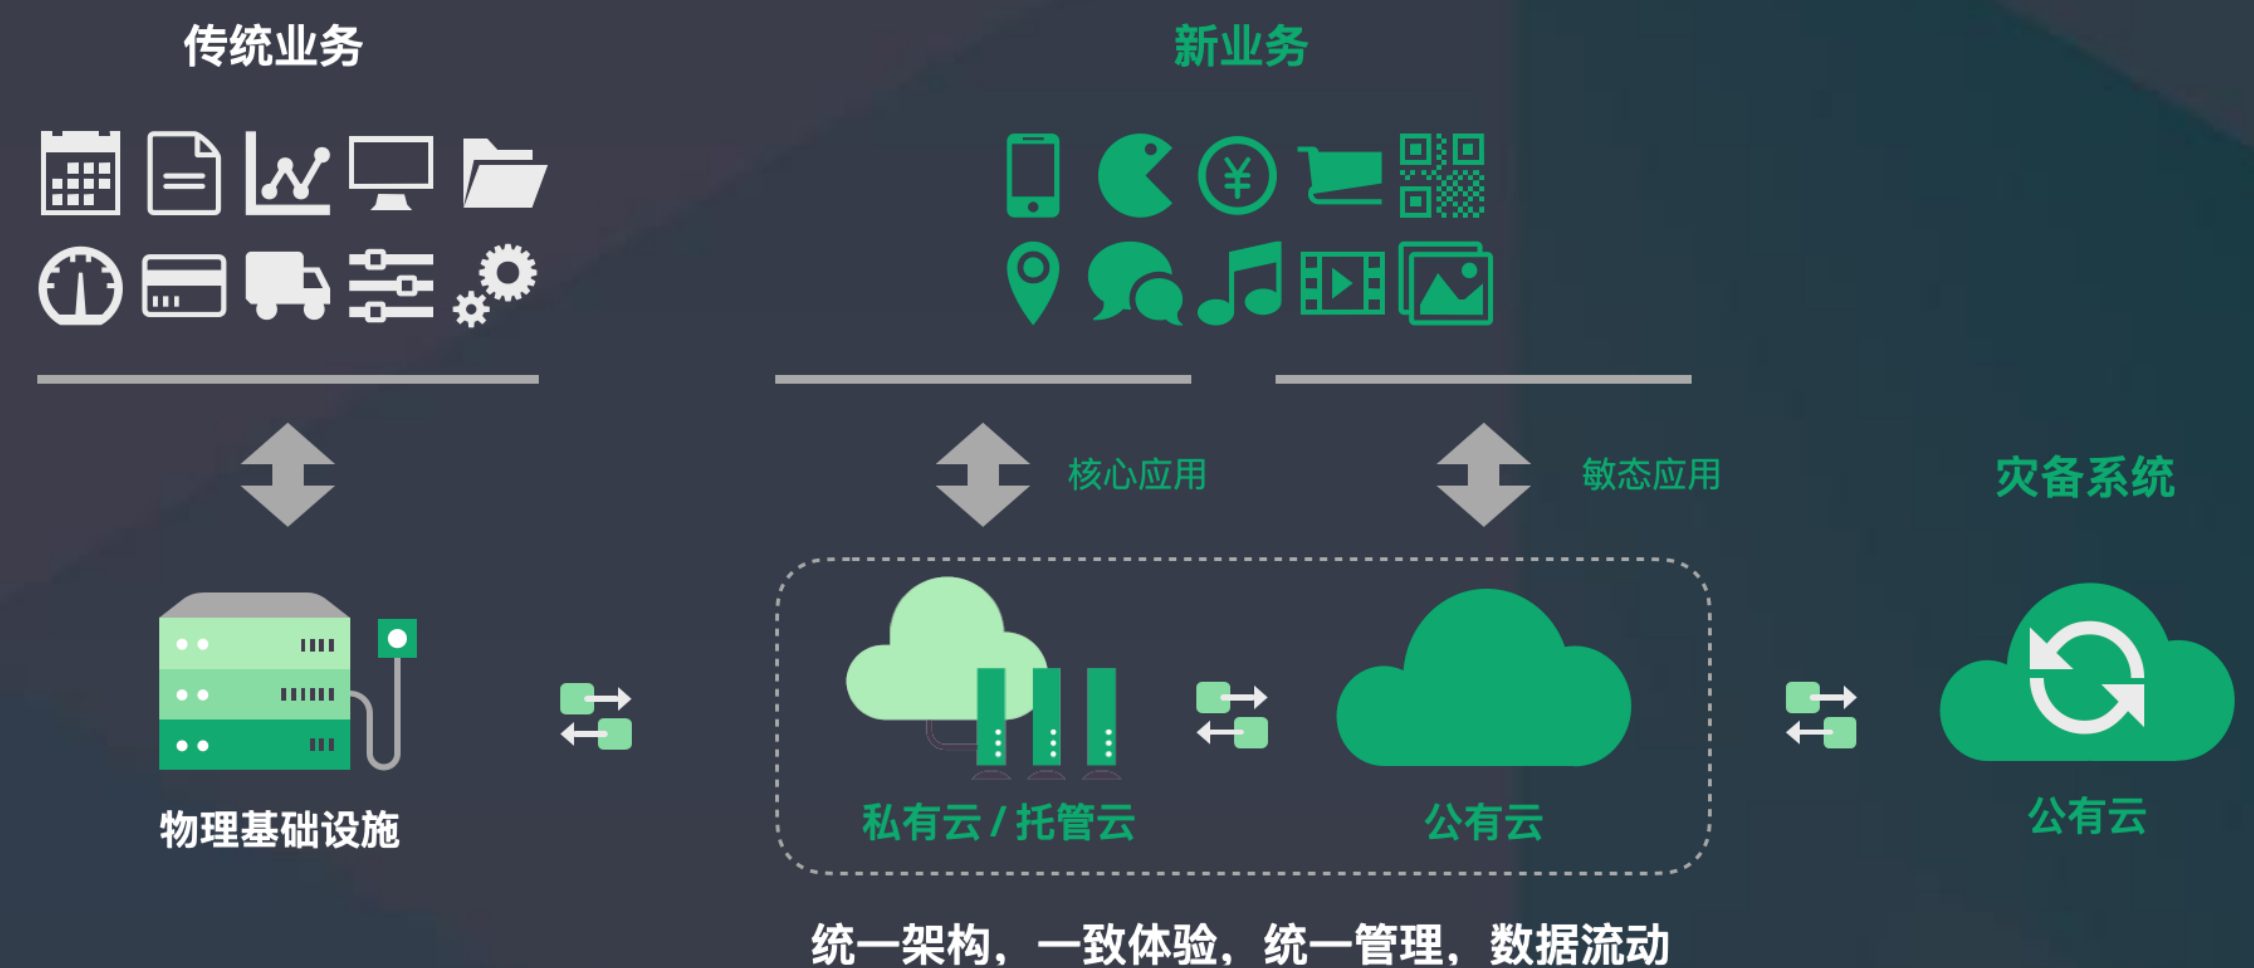 传统业务
新业务
核心应用
敏态应用
灾备系统
物理基础设施
私有云 / 托管云
公有云
公有云
统一架构，一致体验，统一管理，数据流动